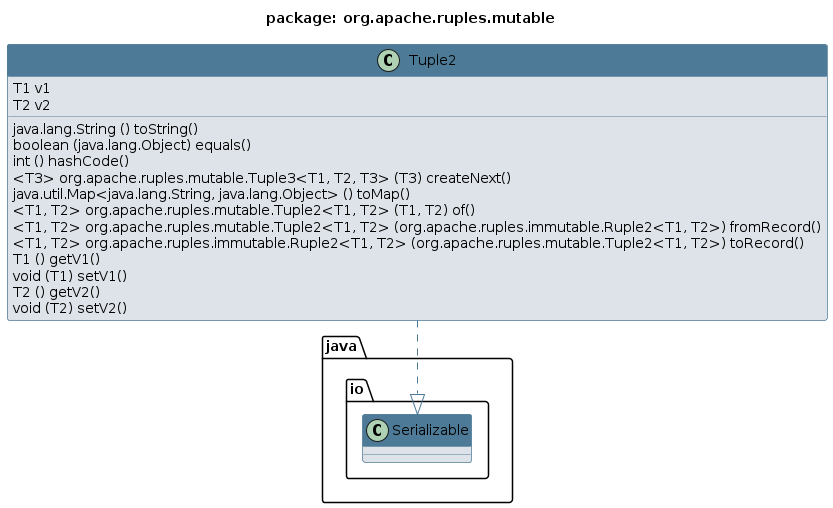 package: org.apache.ruples.mutable
C Tuple2
T1 v1
T2 v2
java.lang.String () toString()
boolean (java.lang.Object) equals()
int () hashCode()
<T3> org.apache.ruples.mutable.Tuple3<T1, T2, T3> (T3) createNext()
java.util.Map<java.lang.String, java.lang.Object> () toMap()
<T1, T2> org.apache.ruples.mutable.Tuple2<T1, T2> (T1, T2) of()
<T1, T2> org.apache.ruples.mutable.Tuple2<T1, T2> (org.apache.ruples.immutable.Ruple2<T1, T2>) fromRecord()
<T1, T2> org.apache.ruples.immutable.Ruple2<T1, T2> (org.apache.ruples.mutable.Tuple2<T1, T2>) toRecord()
T1 () getV1()
void (T1) setV1()
T2 () getV2()
void (T2) setV2()
java
io
C Serializable